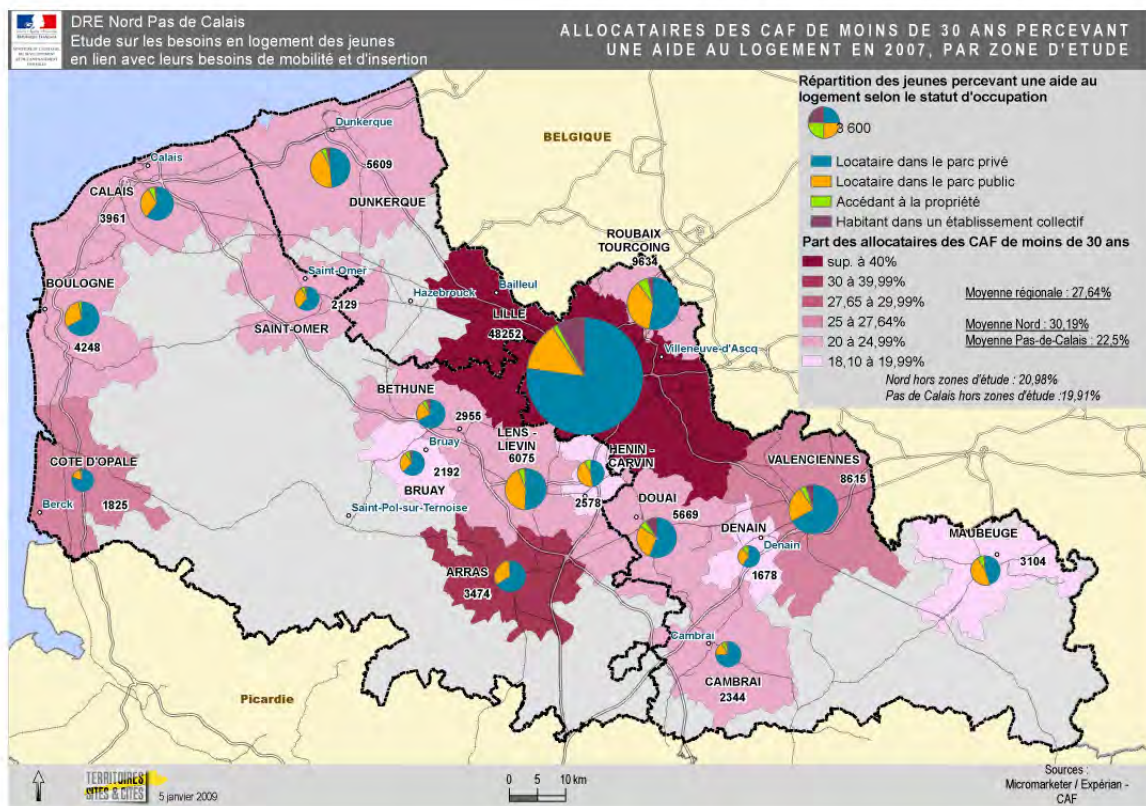 DRE Nord Pas de Calais
Etude sur les besoins en logement des jeunes
en lien avec leurs besoins de mobilité et d'insertion
ALLOCATAIRES DES CAF DE MOINS DE 30 ANS PERCEVANT
UNE AIDE AU LOGEMENT EN 2007, PAR ZONE D'ETUDE
Répartition des jeunes percevant une aide au
logement selon le statut d'occupation
3 600
Locataire dans le parc privé
Locataire dans le parc public
Accédant à la propriété
Habitant dans un établissement collectif
Part des allocataires des CAF de moins de 30 ans
sup. à 40%
30 à 39,99%
27,65 à 29,99%
25 à 27,64%
20 à 24,99%
18,10 à 19,99%
Moyenne régionale : 27,64%
Moyenne Nord : 30,19%
Moyenne Pas-de-Calais : 22,5%
Nord hors zones d'étude : 20,98%
Pas de Calais hors zones d'étude :19,91%
BELGIQUE
Dunkerque
5609
DUNKERQUE
Calais
CALAIS
3961
ROUBAIX
TOURCOING
9634
BOULOGNE
4248
Saint-Omer
2129
SAINT-OMER
Hazebrouck
Bailleul
LILLE
48252
Villeneuve-d'Ascq
BETHUNE
2955
Bruay
2192
BRUAY
LENS -
LIEVIN
6075
HENIN -
CARVIN
2578
COTE D'OPALE
Berck
1825
Saint-Pol-sur-Ternoise
VALENCIENNES
8615
DOUAI
5669
DENAIN
Denain
1678
MAUBEUGE
3104
ARRAS
3474
Cambrai
CAMBRAI
2344
Picardie
TERRITOIRES
SITES & CITÉS
5 janvier 2009
0 5 10 km
Sources :
Micromarketer / Expérian -
CAF